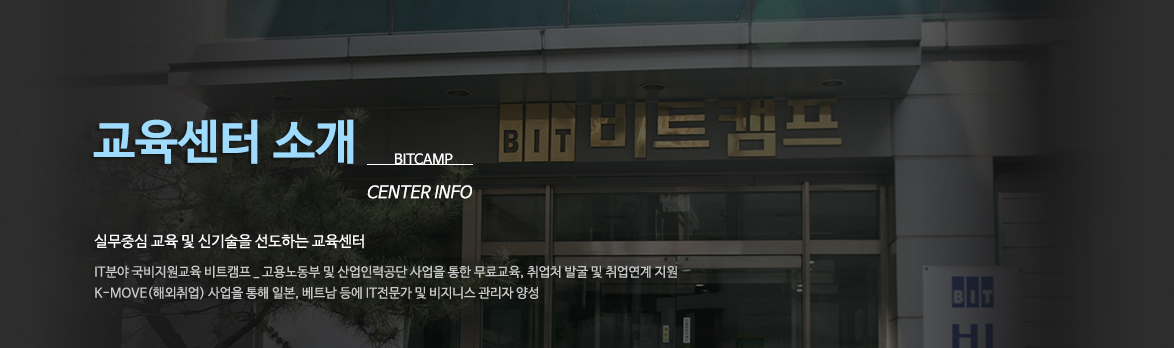 BIT 비트캠프
교육센터 소개
BITCAMP
CENTER INFO
실무중심 교육 및 신기술을 선도하는 교육센터
IT분야 국비지원교육 비트캠프 _ 고용노동부 및 산업인력공단 사업을 통한 무료교육, 취업처 발굴 및 취업연계 지원
K-MOVE(해외취업) 사업을 통해 일본, 베트남 등에 IT전문가 및 비지니스 관리자 양성
BIT